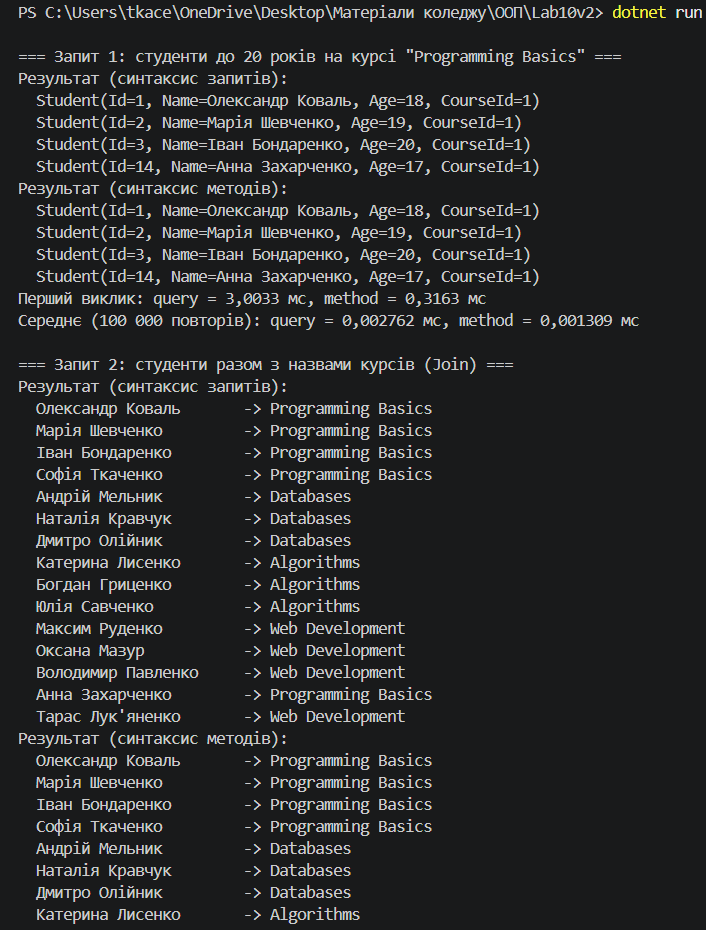 PS C:\Users\tkace\OneDrive\Desktop\Матеріали коледжу\ООП\Lab10v2> dotnet run
=== Запит 1: студенти до 20 років на курсі "Programming Basics" ===
Результат (синтаксис запитів):
Student(Id=1, Name=Олександр Коваль, Age=18, CourseId=1)
Student(Id=2, Name=Марія Шевченко, Age=19, CourseId=1)
Student(Id=3, Name=Іван Бондаренко, Age=20, CourseId=1)
Student(Id=14, Name=Анна Захарченко, Age=17, CourseId=1)
Результат (синтаксис методів):
Student(Id=1, Name=Олександр Коваль, Age=18, CourseId=1)
Student(Id=2, Name=Марія Шевченко, Age=19, CourseId=1)
Student(Id=3, Name=Іван Бондаренко, Age=20, CourseId=1)
Student(Id=14, Name=Анна Захарченко, Age=17, CourseId=1)
Перший виклик: query = 3,0033 мс, method = 0,3163 мс
Середнє (100 000 повторів): query = 0,002762 мс, method = 0,001309 мс
=== Запит 2: студенти разом з назвами курсів (Join) ===
Результат (синтаксис запитів):
Олександр Коваль -> Programming Basics
Марія Шевченко -> Programming Basics
Іван Бондаренко -> Programming Basics
Софія Ткаченко -> Programming Basics
Андрій Мельник -> Databases
Наталія Кравчук -> Databases
Дмитро Олійник -> Databases
Катерина Лисенко -> Algorithms
Богдан Гриценко -> Algorithms
Юлія Савченко -> Algorithms
Максим Руденко -> Web Development
Оксана Мазур -> Web Development
Володимир Павленко -> Web Development
Анна Захарченко -> Programming Basics
Тарас Лук'яненко -> Web Development
Результат (синтаксис методів):
Олександр Коваль -> Programming Basics
Марія Шевченко -> Programming Basics
Іван Бондаренко -> Programming Basics
Софія Ткаченко -> Programming Basics
Андрій Мельник -> Databases
Наталія Кравчук -> Databases
Дмитро Олійник -> Databases
Катерина Лисенко -> Algorithms